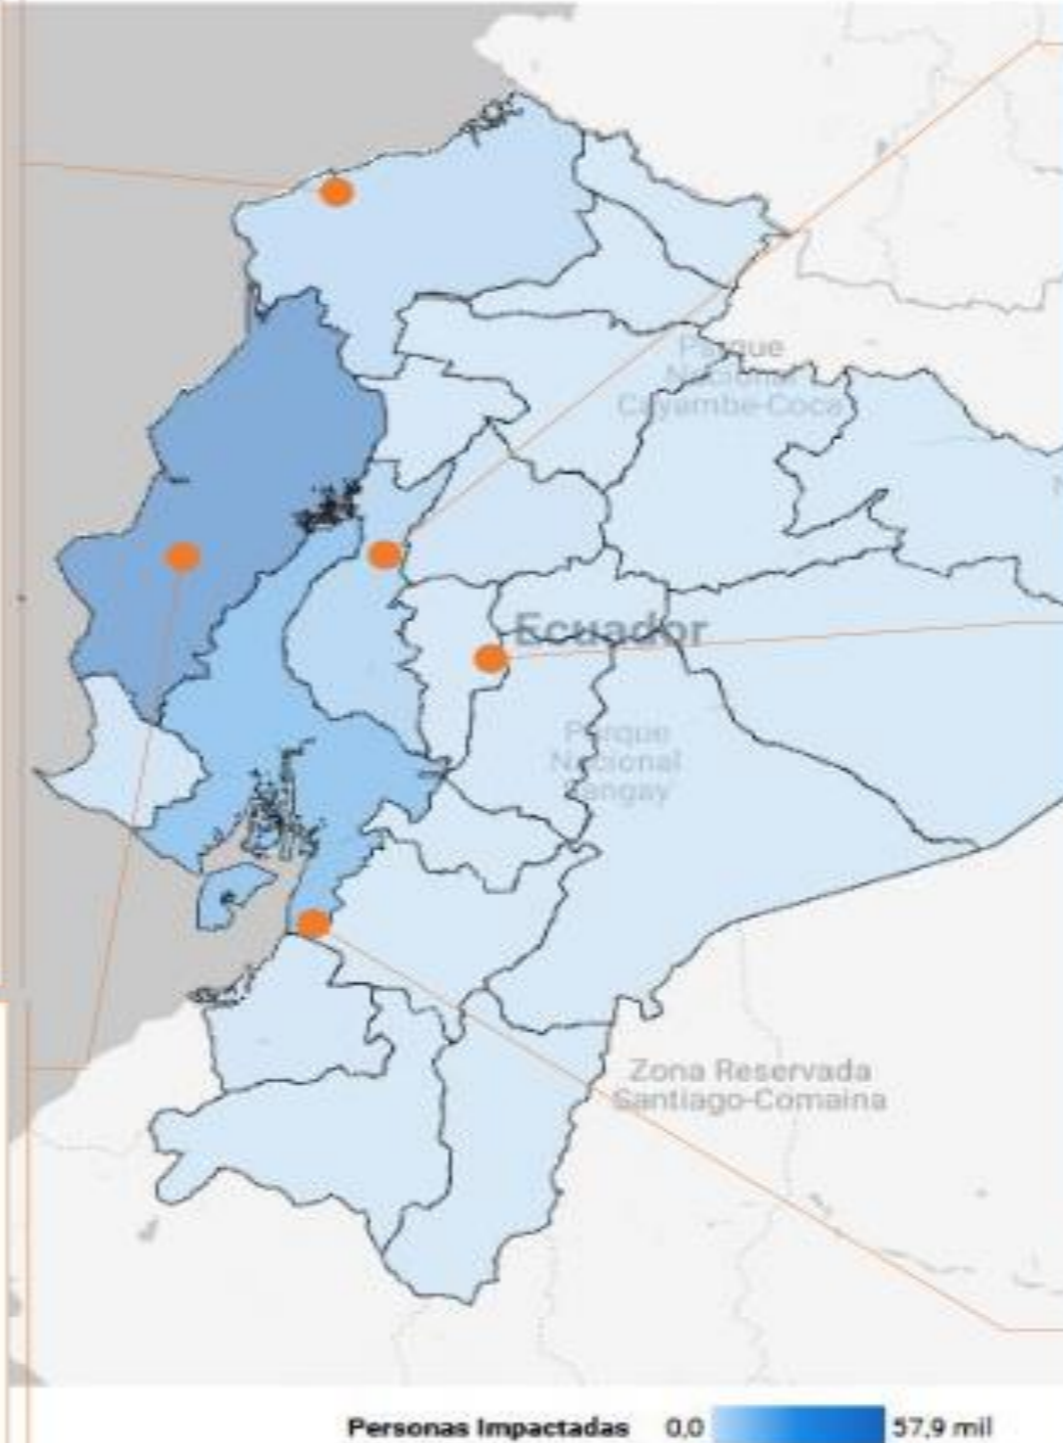 Parque
Nacional
Cayambe-Coca
Ecuador
Parque
Nacional
Sangay
Zona Reservada
Santiago-Comaina
Personas Impactadas 0,0 57,9 mil